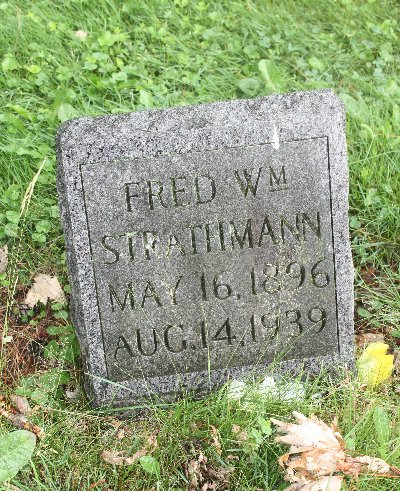 FRED WM
STRATHMANN
MAY 16, 1896
AUG. 14, 1939